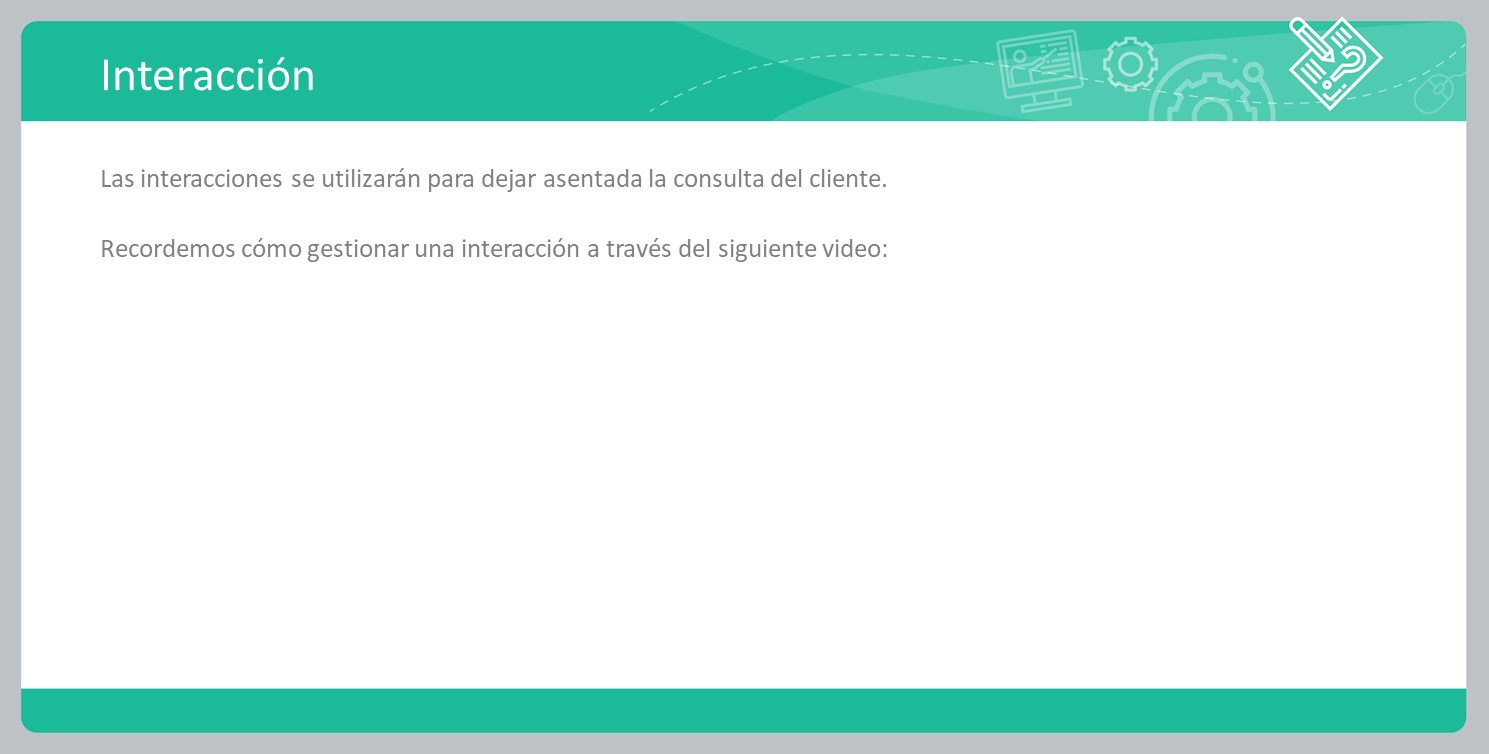 Interacción
Las interacciones se utilizarán para dejar asentada la consulta del cliente.
Recordemos cómo gestionar una interacción a través del siguiente video: